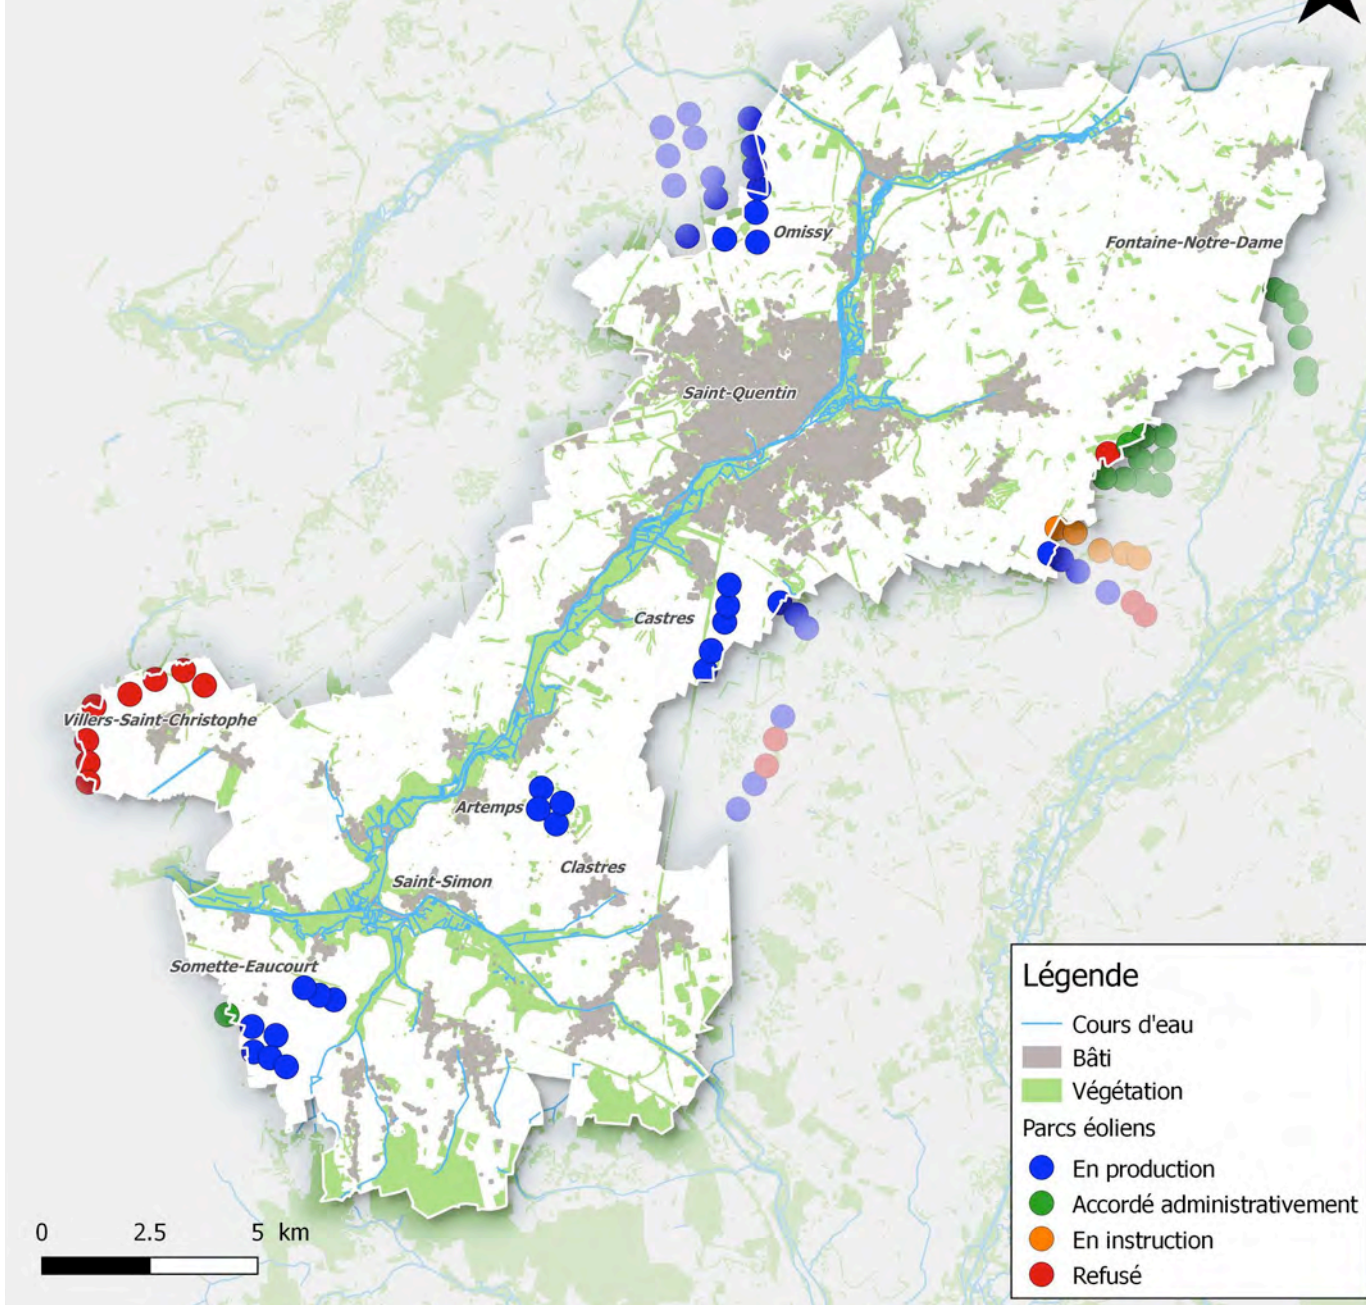 Omissy
Fontaine-Notre-Dame
Saint-Quentin
Castres
Villers-Saint-Christophe
Artemps
Clastres
Saint-Simon
Somette-Eaucourt
Légende
Cours d'eau
Bâti
Végétation
Parcs éoliens
En production
Accordé administrativement
En instruction
Refusé
0 2.5 5 km